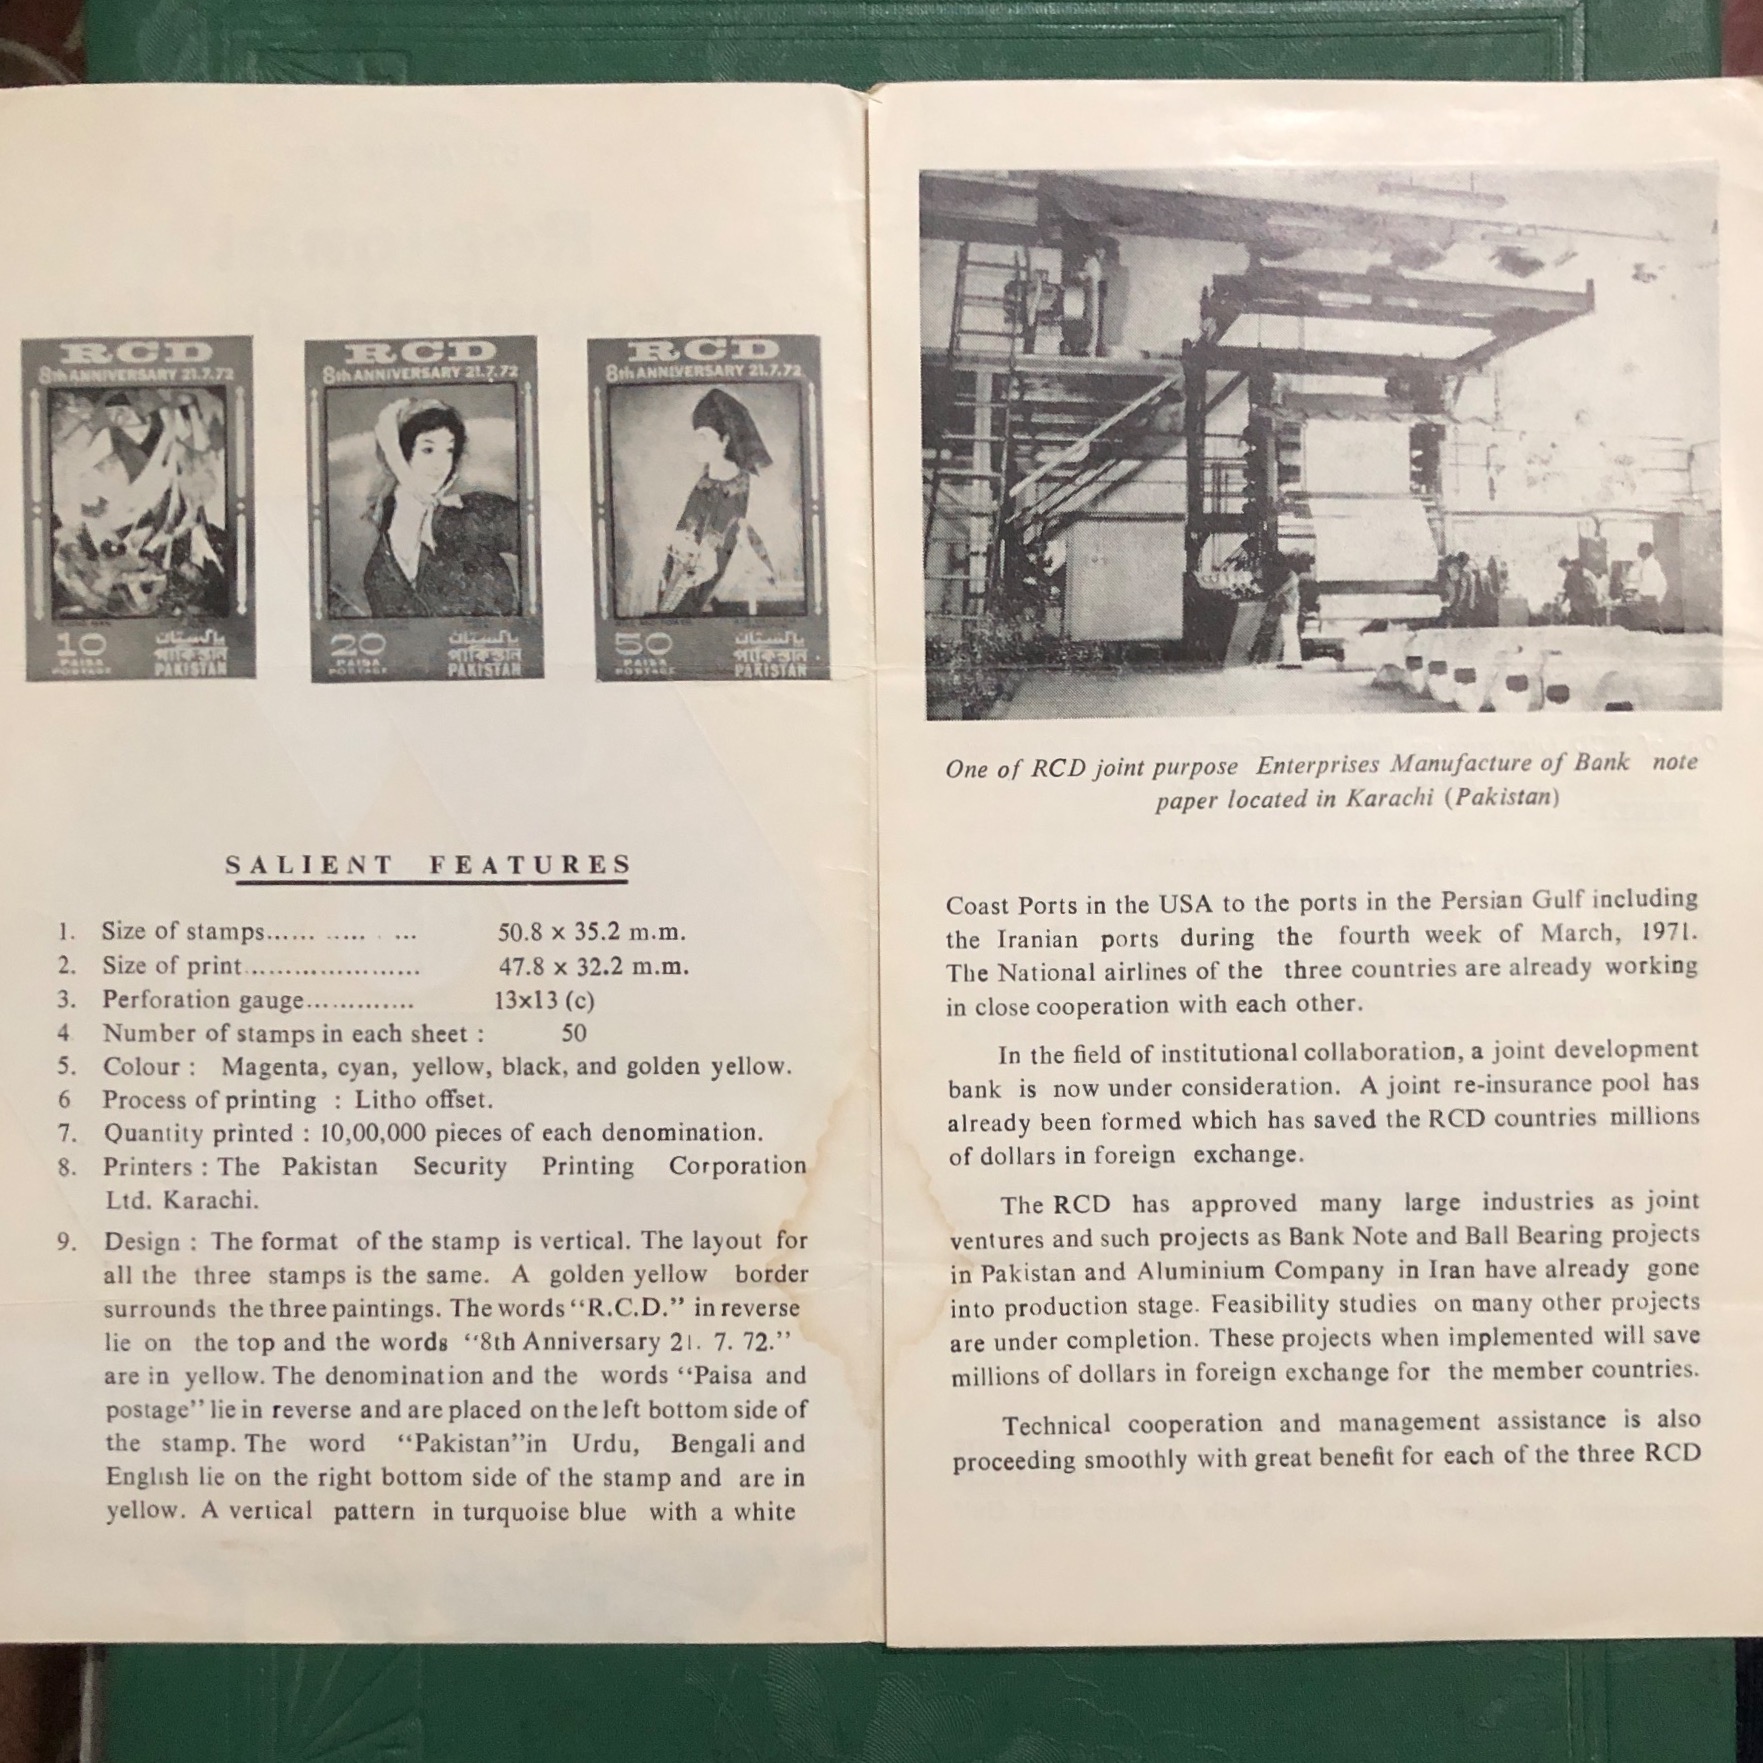 RCD
8th ANNIVERSARY 21.7.72
10
PAISA
POSTAGE
پاکستان
পাকিস্তান
PAKISTAN
RCD
8th ANNIVERSARY 21.7.72
20
PAISA
POSTAGE
پاکستان
পাকিস্তান
PAKISTAN
RCD
8th ANNIVERSARY 21.7.72
50
PAISA
POSTAGE
پاکستان
পাকিস্তান
PAKISTAN
SALIENT FEATURES
1. Size of stamps...... ..... . ... 50.8 x 35.2 m.m.
2. Size of print...................... 47.8 x 32.2 m.m.
3. Perforation gauge............. 13x13 (c)
4 Number of stamps in each sheet : 50
5. Colour : Magenta, cyan, yellow, black, and golden yellow.
6 Process of printing : Litho offset.
7. Quantity printed : 10,00,000 pieces of each denomination.
8. Printers : The Pakistan Security Printing Corporation
Ltd. Karachi.
9. Design : The format of the stamp is vertical. The layout for
all the three stamps is the same. A golden yellow border
surrounds the three paintings. The words “R.C.D.” in reverse
lie on the top and the words “8th Anniversary 21. 7. 72.”
are in yellow. The denomination and the words “Paisa and
postage” lie in reverse and are placed on the left bottom side of
the stamp. The word “Pakistan”in Urdu, Bengali and
English lie on the right bottom side of the stamp and are in
yellow. A vertical pattern in turquoise blue with a white
One of RCD joint purpose Enterprises Manufacture of Bank note
paper located in Karachi (Pakistan)
Coast Ports in the USA to the ports in the Persian Gulf including
the Iranian ports during the fourth week of March, 1971.
The National airlines of the three countries are already working
in close cooperation with each other.
In the field of institutional collaboration, a joint development
bank is now under consideration. A joint re-insurance pool has
already been formed which has saved the RCD countries millions
of dollars in foreign exchange.
The RCD has approved many large industries as joint
ventures and such projects as Bank Note and Ball Bearing projects
in Pakistan and Aluminium Company in Iran have already gone
into production stage. Feasibility studies on many other projects
are under completion. These projects when implemented will save
millions of dollars in foreign exchange for the member countries.
Technical cooperation and management assistance is also
proceeding smoothly with great benefit for each of the three RCD